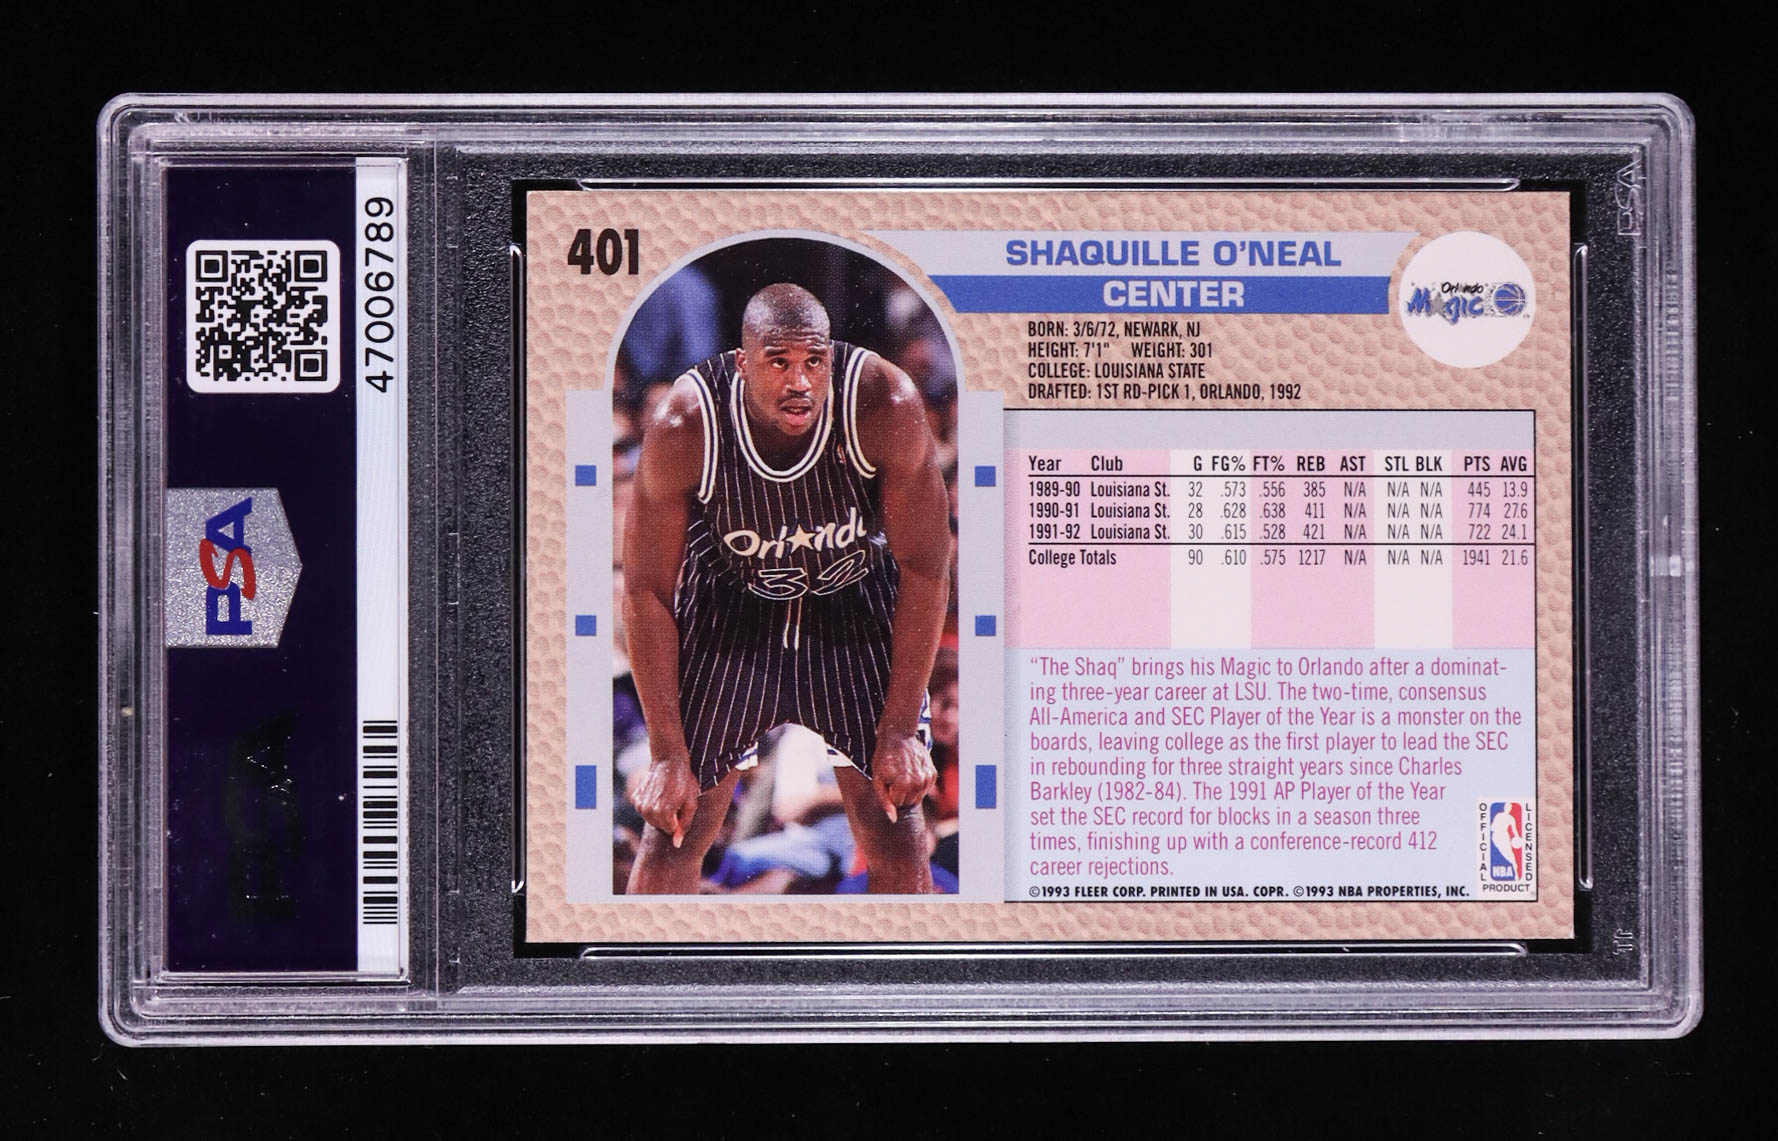 47006789
PSA
PSA
401
SHAQUILLE O'NEAL
CENTER
Orlando
Magic
BORN: 3/6/72, NEWARK, NJ
HEIGHT: 7'1" WEIGHT: 301
COLLEGE: LOUISIANA STATE
DRAFTED: 1ST RD-PICK 1, ORLANDO, 1992
Orlando
32
Year Club G FG% FT% REB AST STL BLK PTS AVG
1989-90 Louisiana St. 32 .573 .556 385 N/A N/A N/A 445 13.9
1990-91 Louisiana St. 28 .628 .638 411 N/A N/A N/A 774 27.6
1991-92 Louisiana St. 30 .615 .528 421 N/A N/A N/A 722 24.1
College Totals 90 .610 .575 1217 N/A N/A N/A 1941 21.6
“The Shaq” brings his Magic to Orlando after a dominat-
ing three-year career at LSU. The two-time, consensus
All-America and SEC Player of the Year is a monster on the
boards, leaving college as the first player to lead the SEC
in rebounding for three straight years since Charles
Barkley (1982-84). The 1991 AP Player of the Year
set the SEC record for blocks in a season three
times, finishing up with a conference-record 412
career rejections.
OFFICIAL
NBA
LICENSED
PRODUCT
©1993 FLEER CORP. PRINTED IN USA. COPR. ©1993 NBA PROPERTIES, INC.
PSA